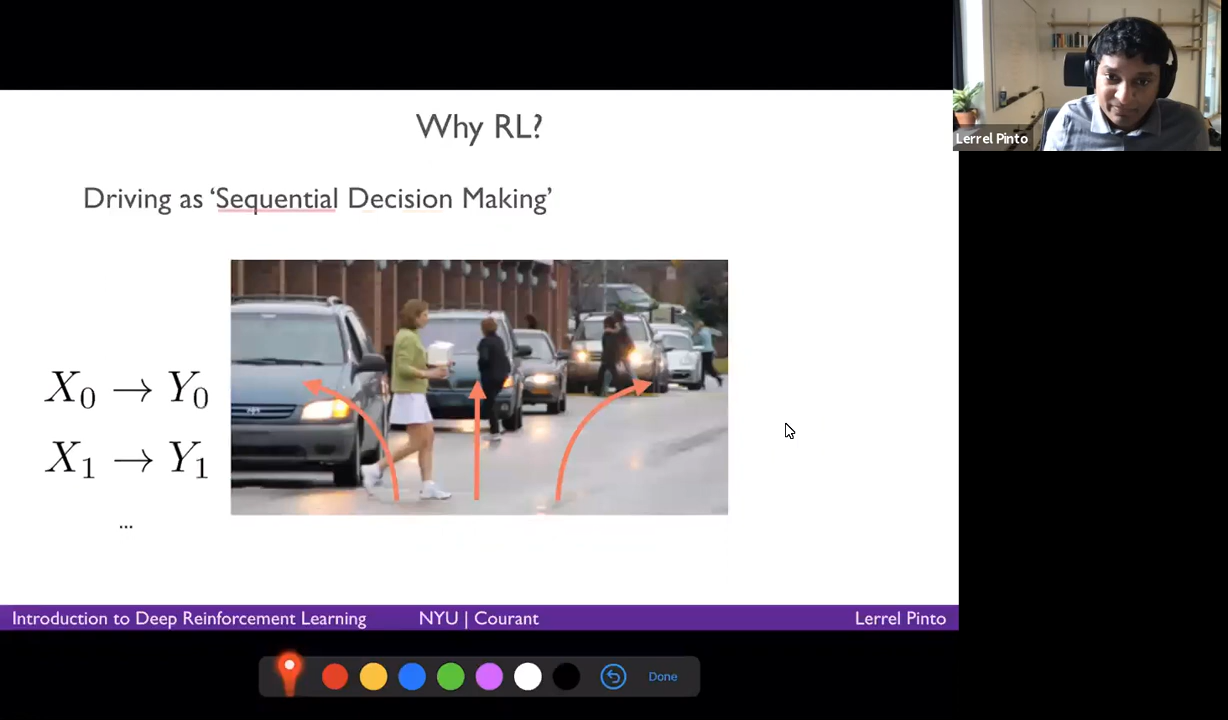 Why RL?
Lerrel Pinto
Driving as ‘Sequential Decision Making’
X₀ → Y₀
X₁ → Y₁
...
Introduction to Deep Reinforcement Learning NYU | Courant Lerrel Pinto
Done